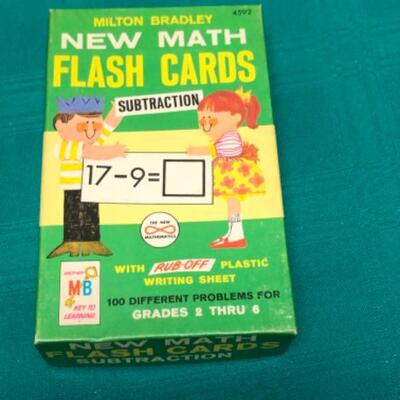 MILTON BRADLEY
4592
NEW MATH
FLASH CARDS
SUBTRACTION
17-9=
THE NEW
MATHEMATICS
WITH RUB-OFF PLASTIC
WRITING SHEET
MB
KEY TO
LEARNING
100 DIFFERENT PROBLEMS FOR
GRADES 2 THRU 6
NEW MATH
FLASH CARDS
SUBTRACTION